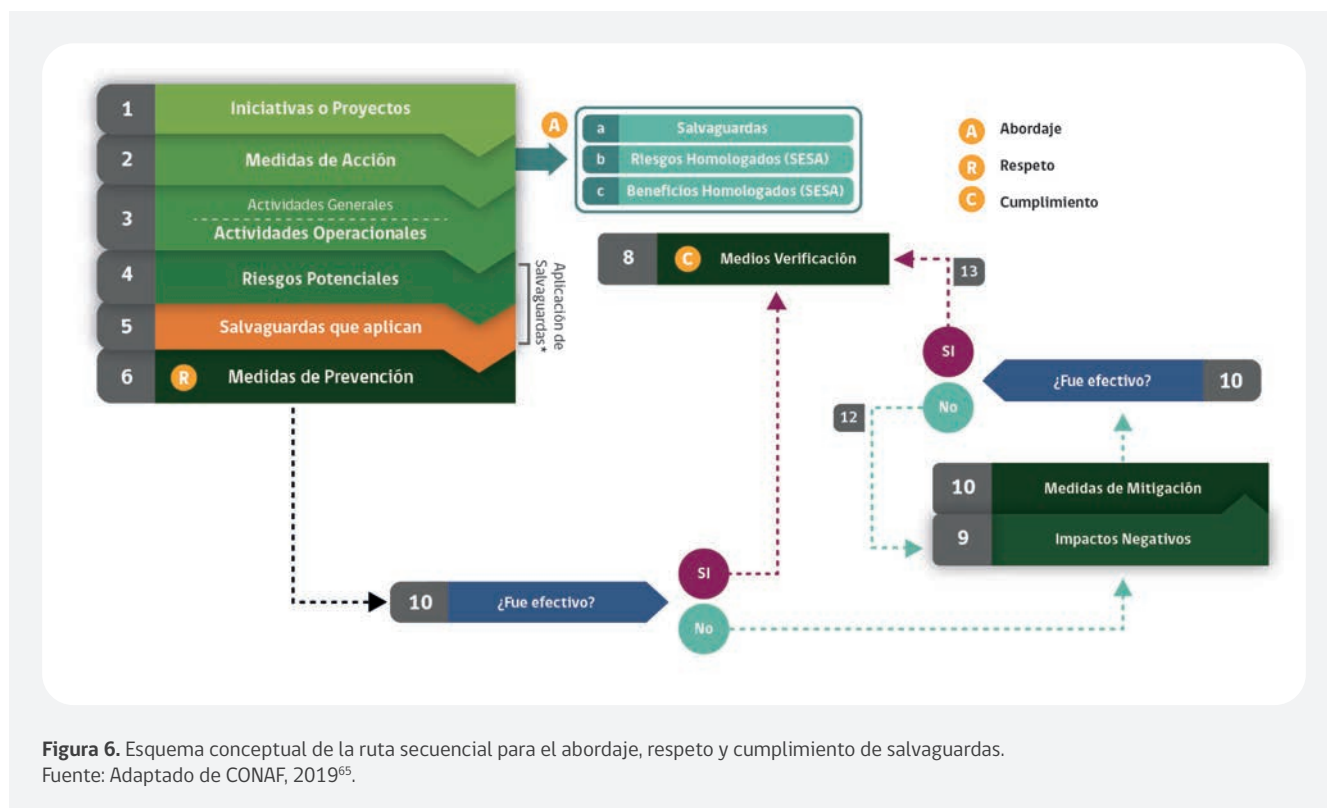 1 Iniciativas o Proyectos
2 Medidas de Acción
3 Actividades Generales
Actividades Operacionales
4 Riesgos Potenciales
5 Salvaguardas que aplican
6 R Medidas de Prevención
Aplicación de
Salvaguardas*
A
a Salvaguardas
b Riesgos Homologados (SESA)
c Beneficios Homologados (SESA)
A Abordaje
R Respeto
C Cumplimiento
8 C Medios Verificación
13
SI
No
¿Fue efectivo? 10
12
10 Medidas de Mitigación
9 Impactos Negativos
10 ¿Fue efectivo?
SI
No
Figura 6. Esquema conceptual de la ruta secuencial para el abordaje, respeto y cumplimiento de salvaguardas.
Fuente: Adaptado de CONAF, 2019⁶⁵.